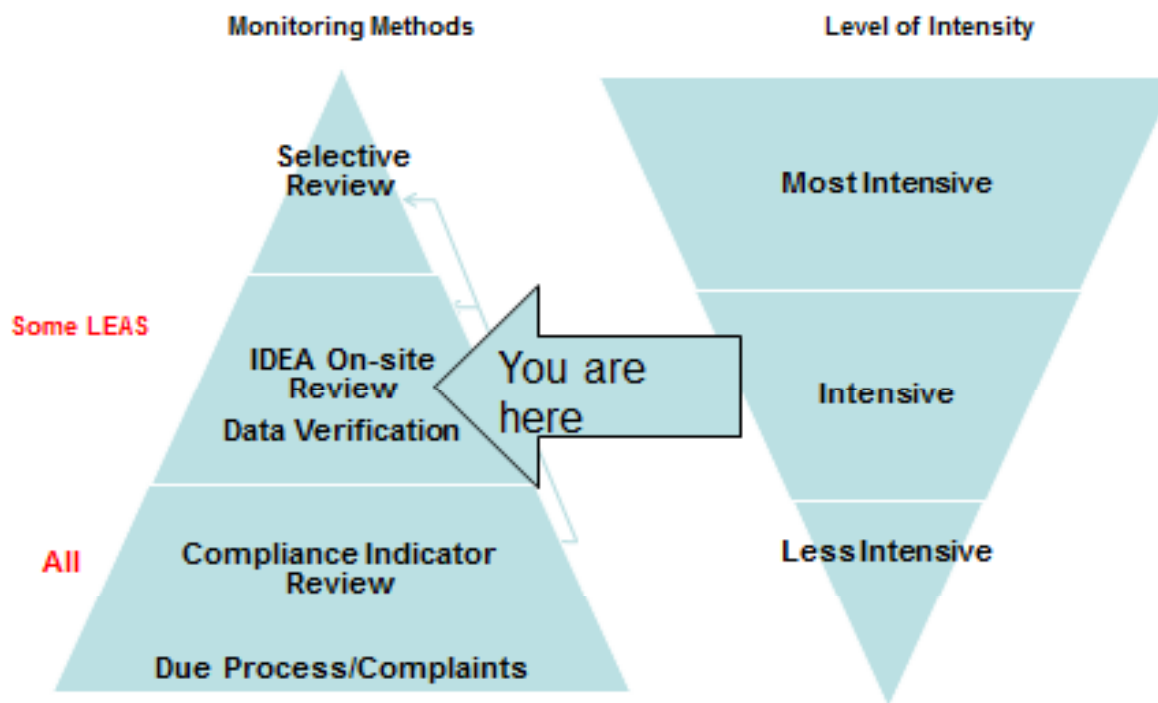 Monitoring Methods
Level of Intensity
Selective
Review
Most Intensive
Some LEAS
IDEA On-site
Review
Data Verification
You are
here
Intensive
All
Compliance Indicator
Review
Less Intensive
Due Process/Complaints